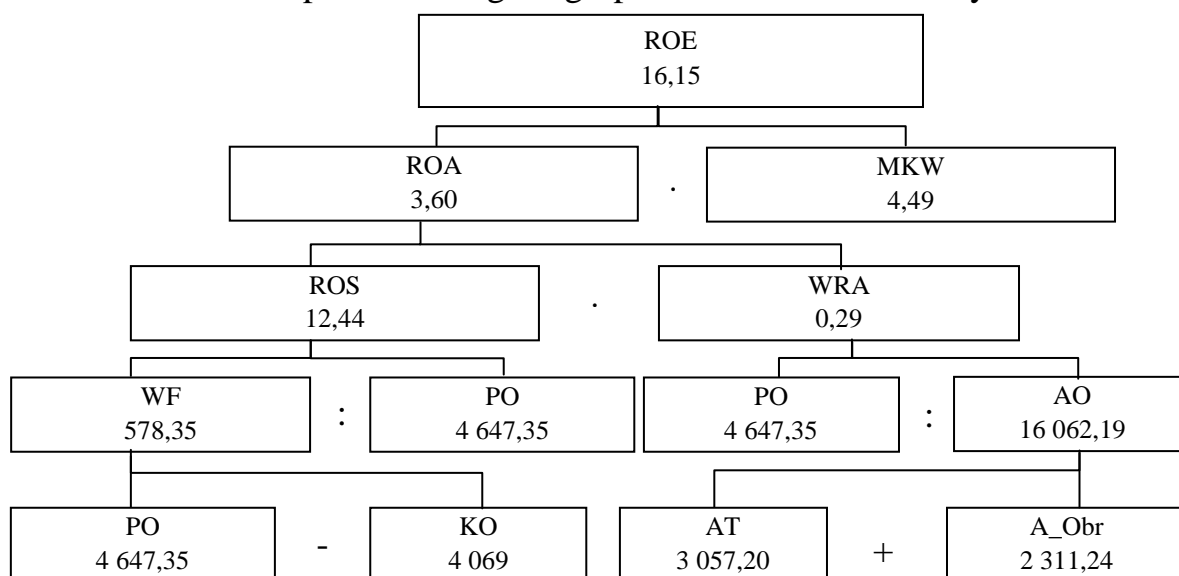 ROE
16,15
ROA
3,60
.
MKW
4,49
ROS
12,44
.
WRA
0,29
WF
578,35
:
PO
4 647,35
PO
4 647,35
:
AO
16 062,19
PO
4 647,35
-
KO
4 069
AT
3 057,20
+
A_Obr
2 311,24